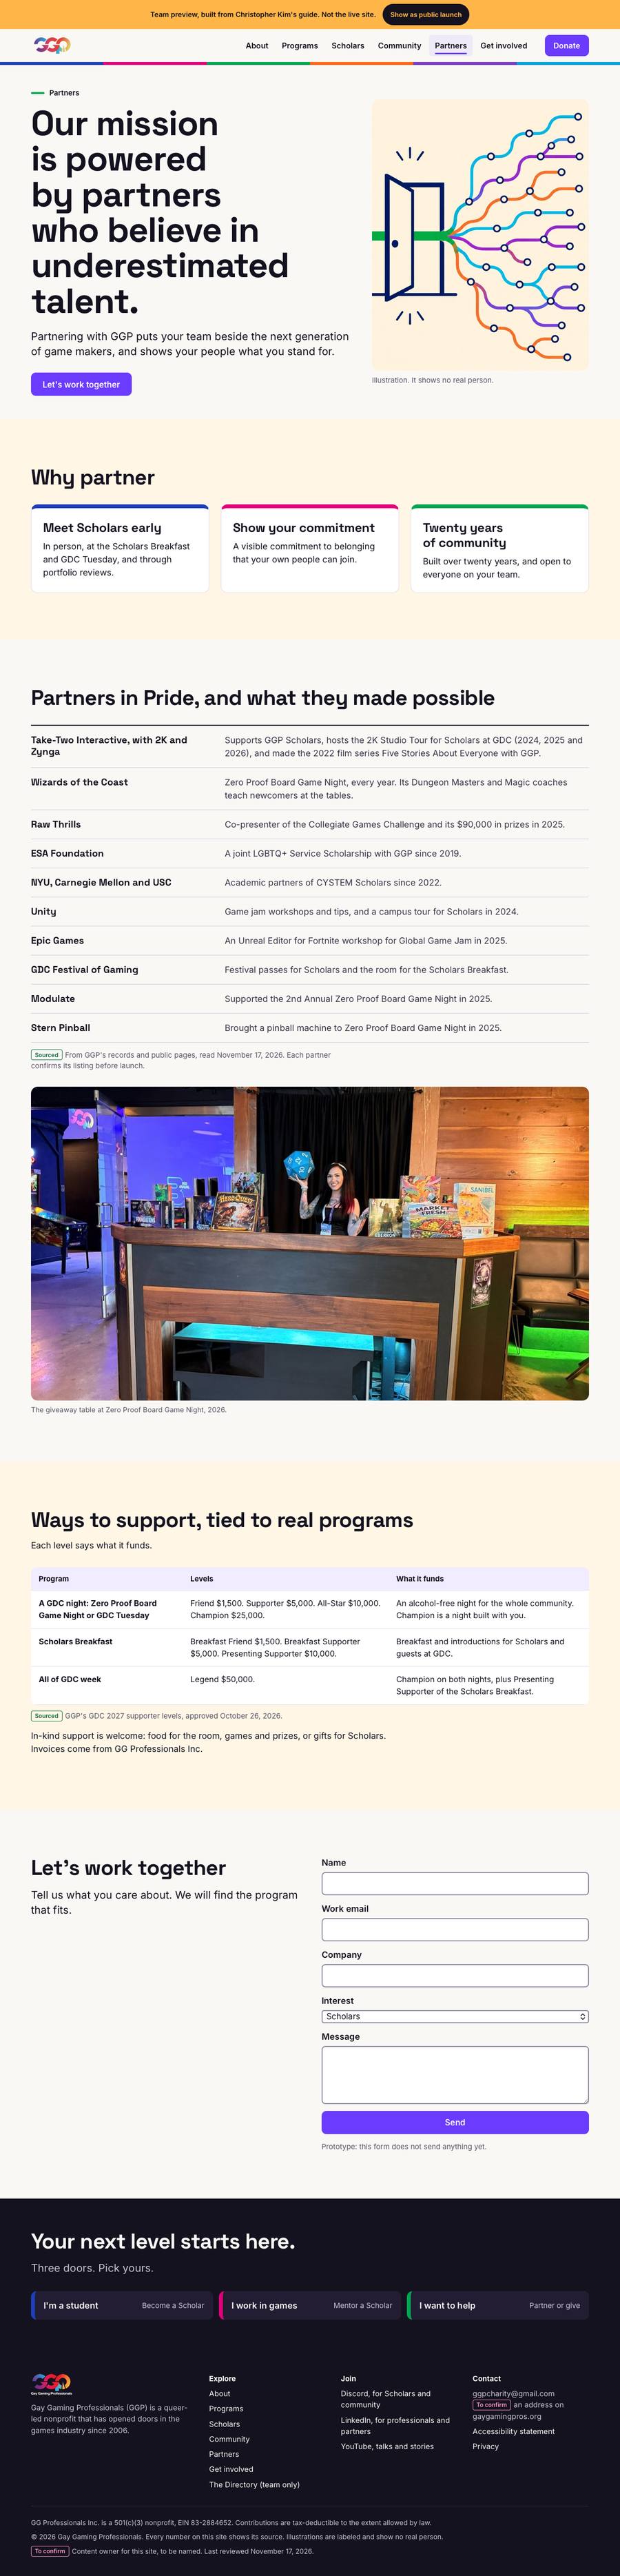 Team preview, built from Christopher Kim's guide. Not the live site.
Show as public launch
GGP
About
Programs
Scholars
Community
Partners
Get involved
Donate
Partners
Our mission
is powered
by partners
who believe in
underestimated
talent.
Partnering with GGP puts your team beside the next generation
of game makers, and shows your people what you stand for.
Let's work together
Illustration. It shows no real person.
Why partner
Meet Scholars early
In person, at the Scholars Breakfast
and GDC Tuesday, and through
portfolio reviews.
Show your commitment
A visible commitment to belonging
that your own people can join.
Twenty years
of community
Built over twenty years, and open to
everyone on your team.
Partners in Pride, and what they made possible
Take-Two Interactive, with 2K and
Zynga
Supports GGP Scholars, hosts the 2K Studio Tour for Scholars at GDC (2024, 2025 and
2026), and made the 2022 film series Five Stories About Everyone with GGP.
Wizards of the Coast
Zero Proof Board Game Night, every year. Its Dungeon Masters and Magic coaches
teach newcomers at the tables.
Raw Thrills
Co-presenter of the Collegiate Games Challenge and its $90,000 in prizes in 2025.
ESA Foundation
A joint LGBTQ+ Service Scholarship with GGP since 2019.
NYU, Carnegie Mellon and USC
Academic partners of CYSTEM Scholars since 2022.
Unity
Game jam workshops and tips, and a campus tour for Scholars in 2024.
Epic Games
An Unreal Editor for Fortnite workshop for Global Game Jam in 2025.
GDC Festival of Gaming
Festival passes for Scholars and the room for the Scholars Breakfast.
Modulate
Supported the 2nd Annual Zero Proof Board Game Night in 2025.
Stern Pinball
Brought a pinball machine to Zero Proof Board Game Night in 2025.
Sourced From GGP's records and public pages, read November 17, 2026. Each partner
confirms its listing before launch.
HEROQUEST
MARKET
FRESH
SANIBEL
The giveaway table at Zero Proof Board Game Night, 2026.
Ways to support, tied to real programs
Each level says what it funds.
Program
Levels
What it funds
A GDC night: Zero Proof Board
Game Night or GDC Tuesday
Friend $1,500. Supporter $5,000. All-Star $10,000.
Champion $25,000.
An alcohol-free night for the whole community.
Champion is a night built with you.
Scholars Breakfast
Breakfast Friend $1,500. Breakfast Supporter
$5,000. Presenting Supporter $10,000.
Breakfast and introductions for Scholars and
guests at GDC.
All of GDC week
Legend $50,000.
Champion on both nights, plus Presenting
Supporter of the Scholars Breakfast.
Sourced GGP's GDC 2027 supporter levels, approved October 26, 2026.
In-kind support is welcome: food for the room, games and prizes, or gifts for Scholars.
Invoices come from GG Professionals Inc.
Let's work together
Tell us what you care about. We will find the program
that fits.
Name
Work email
Company
Interest
Scholars
Message
Send
Prototype: this form does not send anything yet.
Your next level starts here.
Three doors. Pick yours.
I'm a student
Become a Scholar
I work in games
Mentor a Scholar
I want to help
Partner or give
GGP
Gay Gaming Professionals
Gay Gaming Professionals (GGP) is a queer-
led nonprofit that has opened doors in the
games industry since 2006.
Explore
About
Programs
Scholars
Community
Partners
Get involved
The Directory (team only)
Join
Discord, for Scholars and
community
LinkedIn, for professionals and
partners
YouTube, talks and stories
Contact
ggpcharity@gmail.com
To confirm an address on
gaygamingpros.org
Accessibility statement
Privacy
GG Professionals Inc. is a 501(c)(3) nonprofit, EIN 83-2884652. Contributions are tax-deductible to the extent allowed by law.
© 2026 Gay Gaming Professionals. Every number on this site shows its source. Illustrations are labeled and show no real person.
To confirm Content owner for this site, to be named. Last reviewed November 17, 2026.